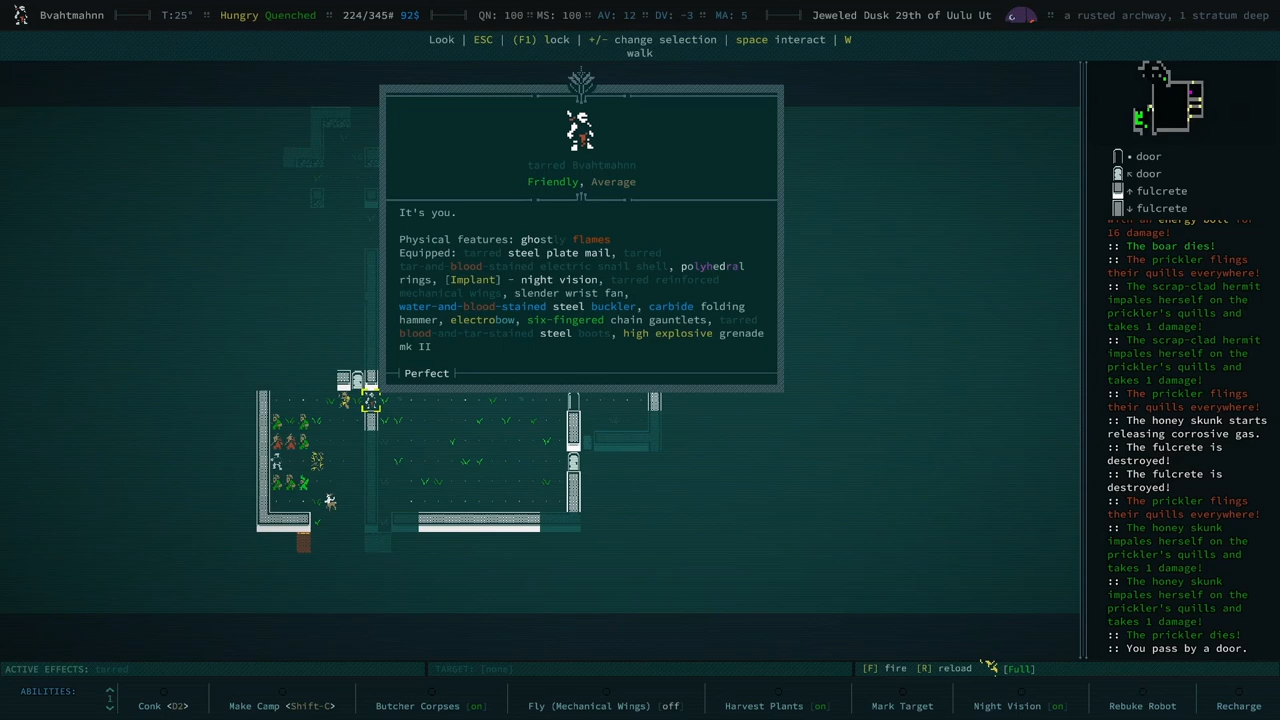 Bvahtmahnn T:25° :: Hungry Quenched :: 224/345# 92$ QN: 100 :: MS: 100 :: AV: 12 :: DV: -3 :: MA: 5 Jeweled Dusk 29th of Uulu Ut :: a rusted archway, 1 stratum deep
Look | ESC | (F1) lock | +/- change selection | space interact | W
walk
tarred Bvahtmahnn
Friendly, Average
It's you.
Physical features: ghostly flames
Equipped: tarred steel plate mail, tarred
tar-and-blood-stained electric snail shell, polyhedral
rings, [Implant] - night vision, tarred reinforced
mechanical wings, slender wrist fan,
water-and-blood-stained steel buckler, carbide folding
hammer, electrobow, six-fingered chain gauntlets, tarred
blood-and-tar-stained steel boots, high explosive grenade
mk II
Perfect
• door
↖ door
↑ fulcrete
↓ fulcrete
with an energy bolt for
16 damage!
:: The boar dies!
:: The prickler flings
their quills everywhere!
:: The scrap-clad hermit
impales herself on the
prickler's quills and
takes 1 damage!
:: The scrap-clad hermit
impales herself on the
prickler's quills and
takes 1 damage!
:: The prickler flings
their quills everywhere!
:: The honey skunk starts
releasing corrosive gas.
:: The fulcrete is
destroyed!
:: The fulcrete is
destroyed!
:: The prickler flings
their quills everywhere!
:: The honey skunk
impales herself on the
prickler's quills and
takes 1 damage!
:: The honey skunk
impales herself on the
prickler's quills and
takes 1 damage!
:: The prickler dies!
:: You pass by a door.
ACTIVE EFFECTS: tarred TARGET: [none] [F] fire [R] reload [Full]
ABILITIES: 1 Conk <D2> Make Camp <Shift-C> Butcher Corpses [on] Fly (Mechanical Wings) [off] Harvest Plants [on] Mark Target Night Vision [on] Rebuke Robot Recharge